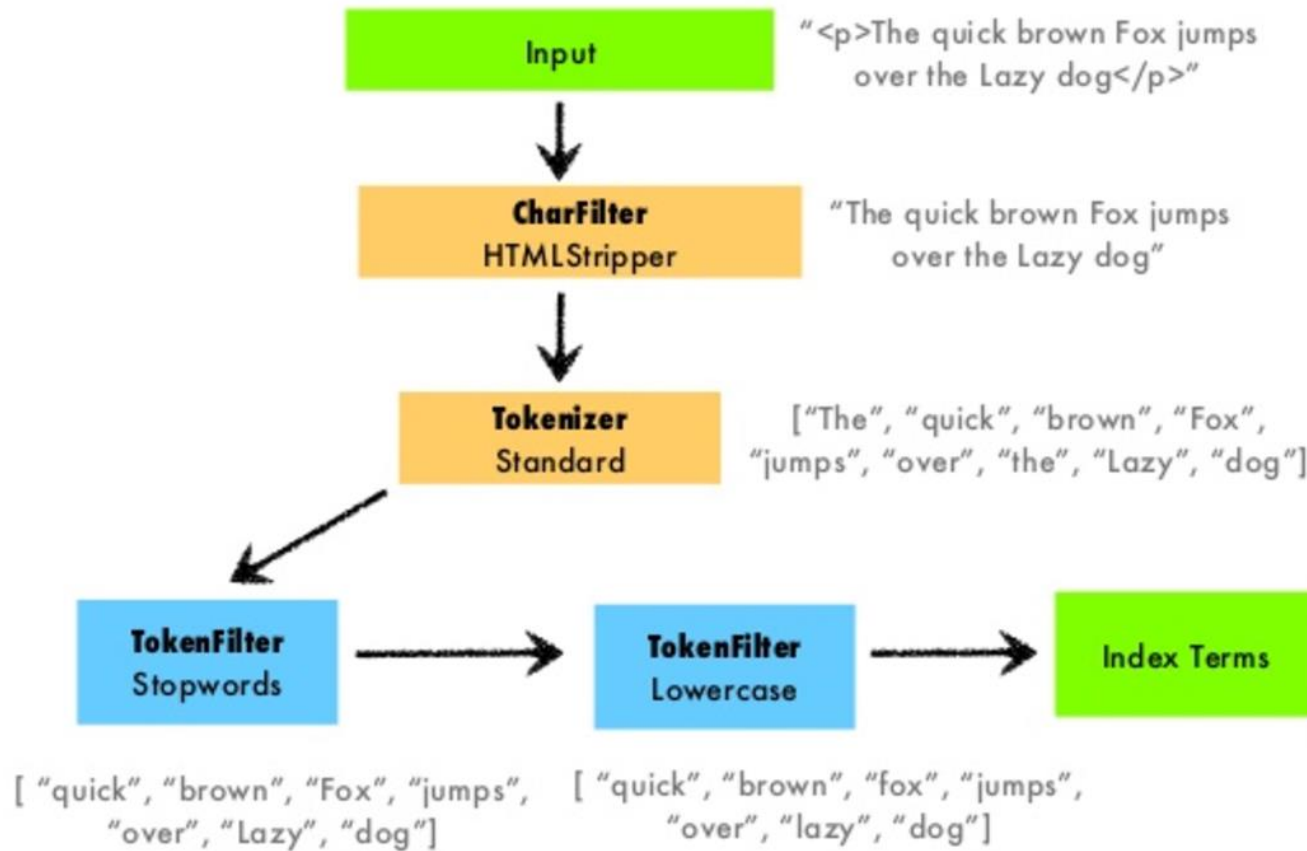 Input
“<p>The quick brown Fox jumps
over the Lazy dog</p>”
CharFilter
HTMLStripper
“The quick brown Fox jumps
over the Lazy dog”
Tokenizer
Standard
[“The”, “quick”, “brown”, “Fox”,
“jumps”, “over”, “the”, “Lazy”, “dog”]
TokenFilter
Stopwords
TokenFilter
Lowercase
Index Terms
[ “quick”, “brown”, “Fox”, “jumps”,
“over”, “Lazy”, “dog”]
[ “quick”, “brown”, “fox”, “jumps”,
“over”, “lazy”, “dog”]